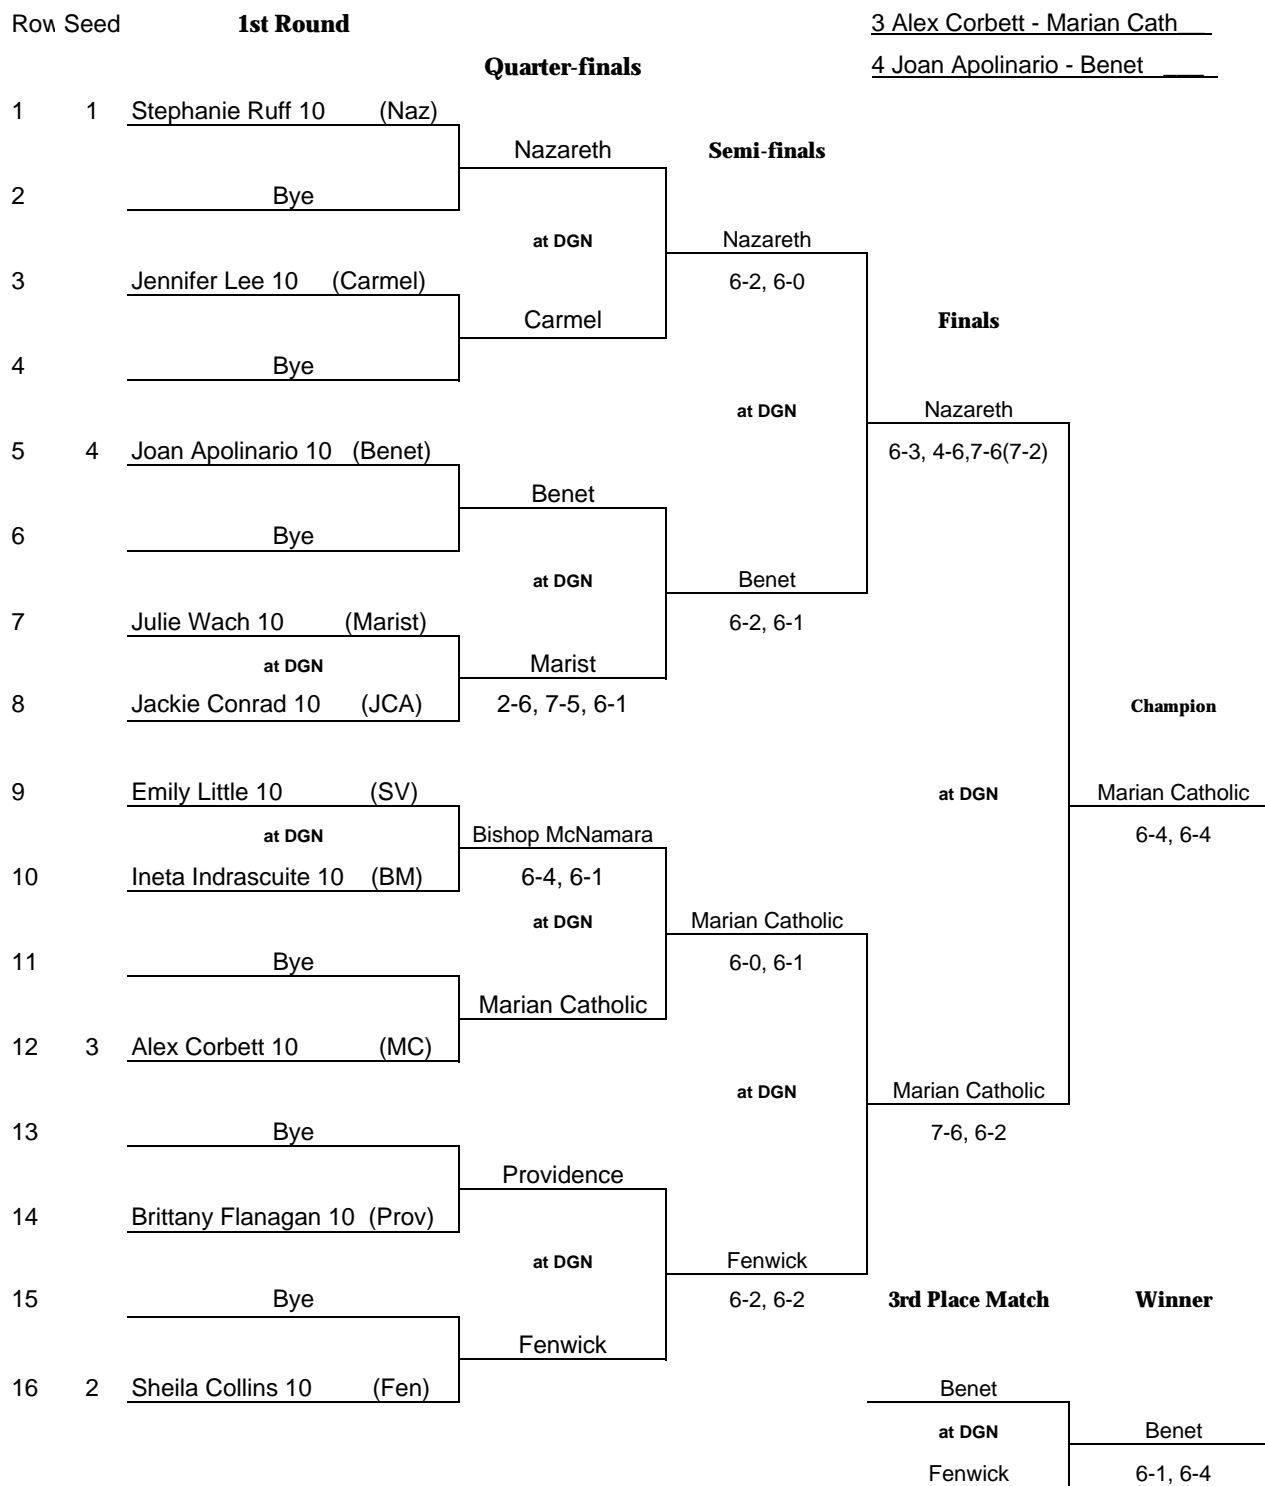 Row Seed 1st Round 3 Alex Corbett - Marian Cath__
Quarter-finals 4 Joan Apolinario - Benet ___
1 1 Stephanie Ruff 10 (Naz)
Nazareth Semi-finals
2 Bye
at DGN Nazareth
3 Jennifer Lee 10 (Carmel) 6-2, 6-0
Carmel Finals
4 Bye
at DGN Nazareth
5 4 Joan Apolinario 10 (Benet) 6-3, 4-6,7-6(7-2)
Benet
6 Bye
at DGN Benet
7 Julie Wach 10 (Marist) 6-2, 6-1
at DGN Marist
8 Jackie Conrad 10 (JCA) 2-6, 7-5, 6-1 Champion
9 Emily Little 10 (SV) at DGN Marian Catholic
at DGN Bishop McNamara 6-4, 6-4
10 Ineta Indrascuite 10 (BM) 6-4, 6-1
at DGN Marian Catholic
11 Bye 6-0, 6-1
Marian Catholic
12 3 Alex Corbett 10 (MC)
at DGN Marian Catholic
13 Bye 7-6, 6-2
Providence
14 Brittany Flanagan 10 (Prov)
at DGN Fenwick
15 Bye 6-2, 6-2 3rd Place Match Winner
Fenwick
16 2 Sheila Collins 10 (Fen) Benet
at DGN Benet
Fenwick 6-1, 6-4